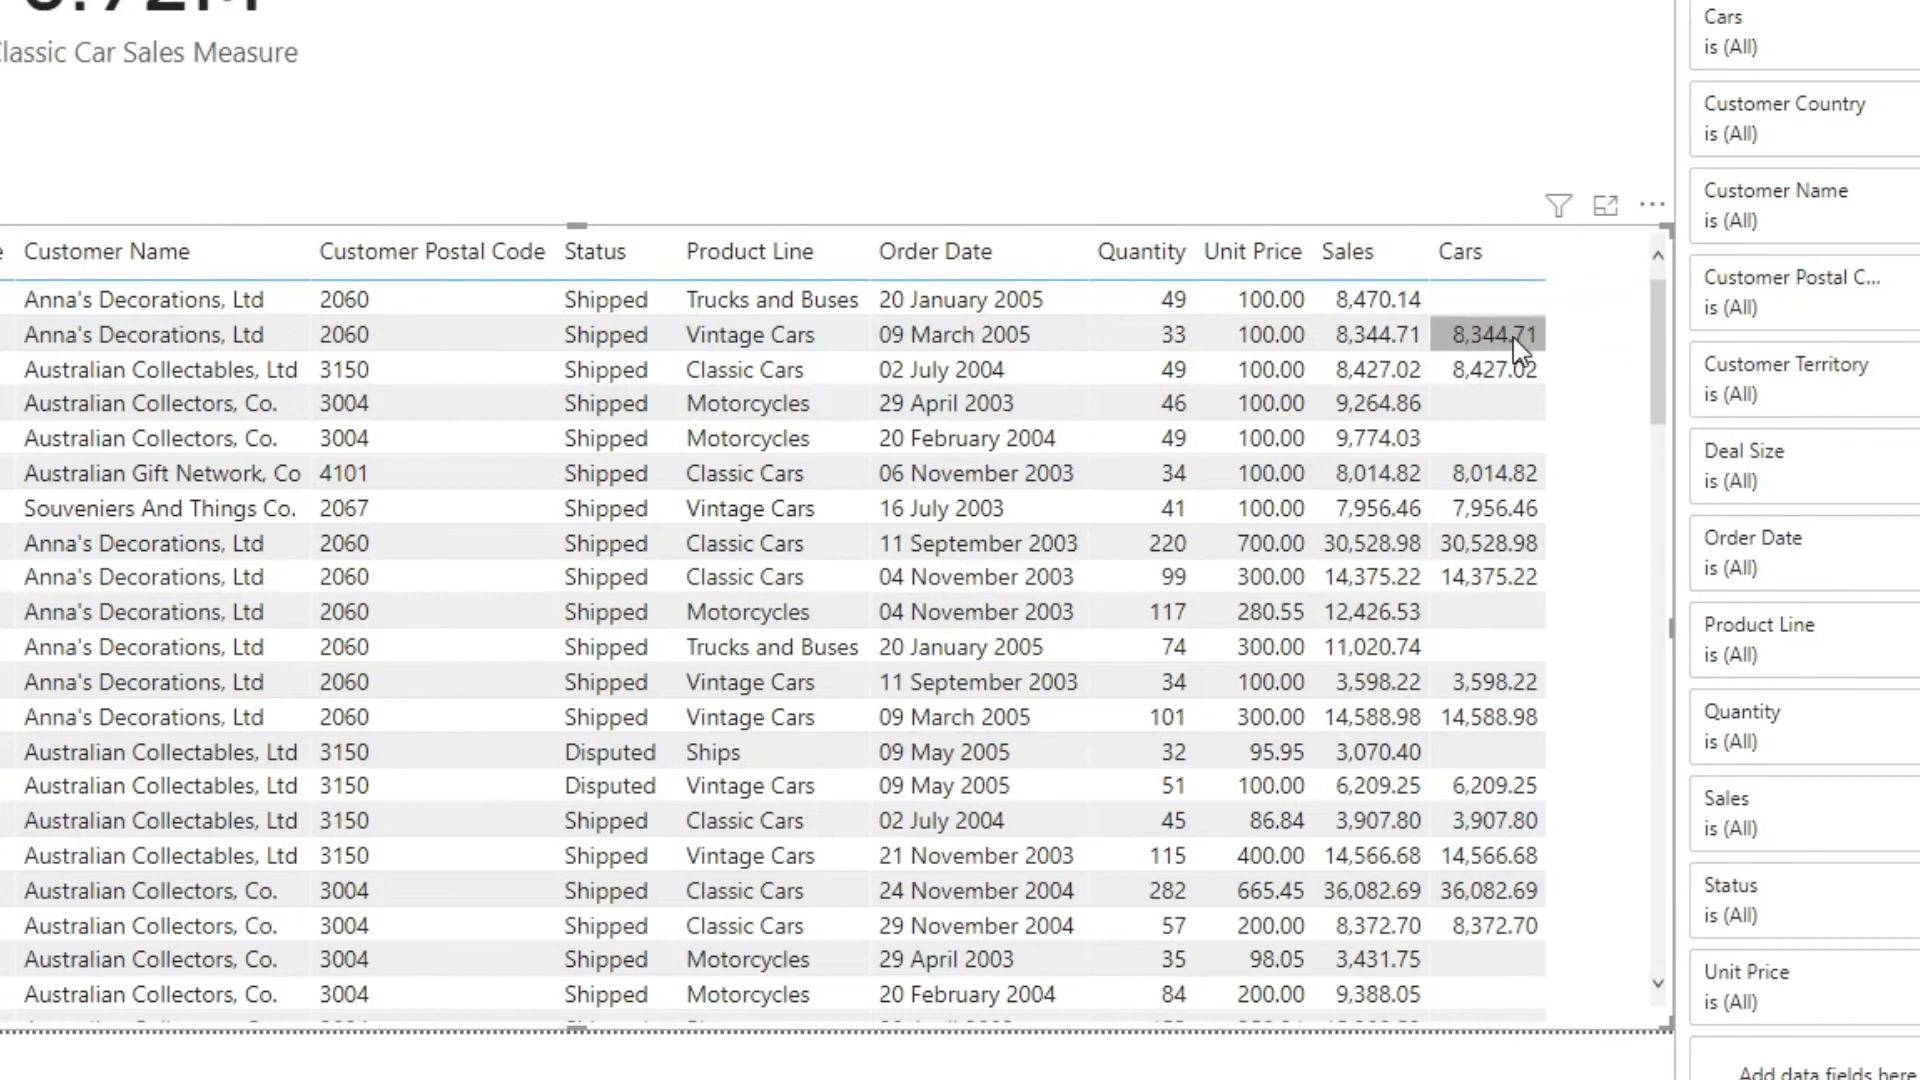 Classic Car Sales Measure
Customer Name Customer Postal Code Status Product Line Order Date Quantity Unit Price Sales Cars
Anna's Decorations, Ltd 2060 Shipped Trucks and Buses 20 January 2005 49 100.00 8,470.14
Anna's Decorations, Ltd 2060 Shipped Vintage Cars 09 March 2005 33 100.00 8,344.71 8,344.71
Australian Collectables, Ltd 3150 Shipped Classic Cars 02 July 2004 49 100.00 8,427.02 8,427.02
Australian Collectors, Co. 3004 Shipped Motorcycles 29 April 2003 46 100.00 9,264.86
Australian Collectors, Co. 3004 Shipped Motorcycles 20 February 2004 49 100.00 9,774.03
Australian Gift Network, Co 4101 Shipped Classic Cars 06 November 2003 34 100.00 8,014.82 8,014.82
Souveniers And Things Co. 2067 Shipped Vintage Cars 16 July 2003 41 100.00 7,956.46 7,956.46
Anna's Decorations, Ltd 2060 Shipped Classic Cars 11 September 2003 220 700.00 30,528.98 30,528.98
Anna's Decorations, Ltd 2060 Shipped Classic Cars 04 November 2003 99 300.00 14,375.22 14,375.22
Anna's Decorations, Ltd 2060 Shipped Motorcycles 04 November 2003 117 280.55 12,426.53
Anna's Decorations, Ltd 2060 Shipped Trucks and Buses 20 January 2005 74 300.00 11,020.74
Anna's Decorations, Ltd 2060 Shipped Vintage Cars 11 September 2003 34 100.00 3,598.22 3,598.22
Anna's Decorations, Ltd 2060 Shipped Vintage Cars 09 March 2005 101 300.00 14,588.98 14,588.98
Australian Collectables, Ltd 3150 Disputed Ships 09 May 2005 32 95.95 3,070.40
Australian Collectables, Ltd 3150 Disputed Vintage Cars 09 May 2005 51 100.00 6,209.25 6,209.25
Australian Collectables, Ltd 3150 Shipped Classic Cars 02 July 2004 45 86.84 3,907.80 3,907.80
Australian Collectables, Ltd 3150 Shipped Vintage Cars 21 November 2003 115 400.00 14,566.68 14,566.68
Australian Collectors, Co. 3004 Shipped Classic Cars 24 November 2004 282 665.45 36,082.69 36,082.69
Australian Collectors, Co. 3004 Shipped Classic Cars 29 November 2004 57 200.00 8,372.70 8,372.70
Australian Collectors, Co. 3004 Shipped Motorcycles 29 April 2003 35 98.05 3,431.75
Australian Collectors, Co. 3004 Shipped Motorcycles 20 February 2004 84 200.00 9,388.05
Cars
is (All)
Customer Country
is (All)
Customer Name
is (All)
Customer Postal C...
is (All)
Customer Territory
is (All)
Deal Size
is (All)
Order Date
is (All)
Product Line
is (All)
Quantity
is (All)
Sales
is (All)
Status
is (All)
Unit Price
is (All)
Add data fields here